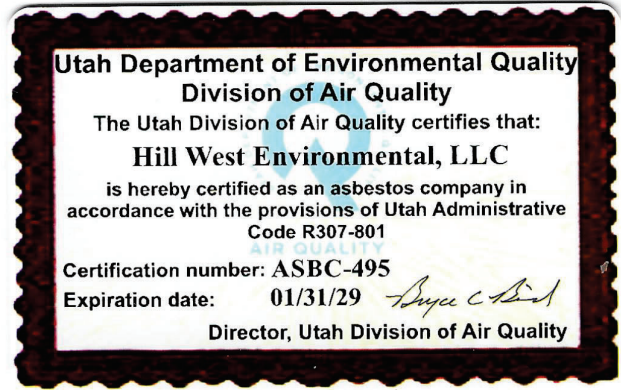 Utah Department of Environmental Quality
Division of Air Quality
The Utah Division of Air Quality certifies that:
Hill West Environmental, LLC
is hereby certified as an asbestos company in
accordance with the provisions of Utah Administrative
Code R307-801
AIR QUALITY
Certification number: ASBC-495
Expiration date: 01/31/29 Bryce C Bird
Director, Utah Division of Air Quality